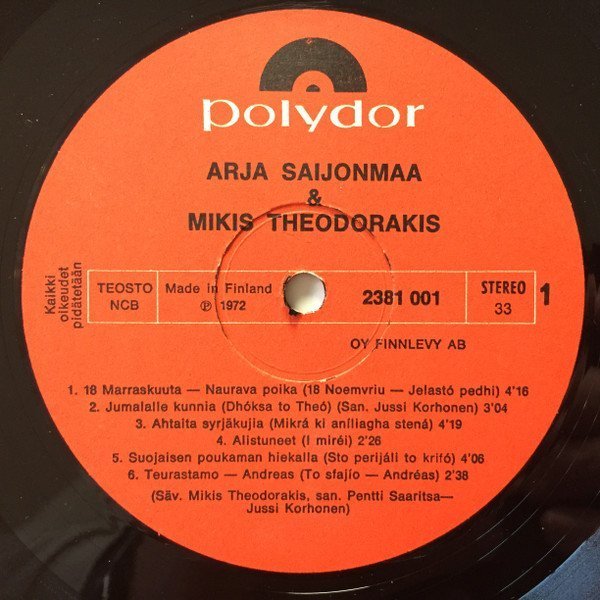 polydor
ARJA SAIJONMAA
&
MIKIS THEODORAKIS
Kaikki
oikeudet
pidätetään
TEOSTO
NCB
Made in Finland
℗ 1972
2381 001
STEREO
33
1
OY FINNLEVY AB
1. 18 Marraskuuta — Naurava poika (18 Noemvriu — Jelastó pedhi) 4'16
2. Jumalalle kunnia (Dhóksa to Theó) (San. Jussi Korhonen) 3'04
3. Ahtaita syrjäkujia (Mikrá ki aníliagha stená) 4'19
4. Alistuneet (I miréi) 2'26
5. Suojaisen poukaman hiekalla (Sto perijáli to krifó) 4'06
6. Teurastamo — Andreas (To sfajío — Andréas) 2'38
(Säv. Mikis Theodorakis, san. Pentti Saaritsa—
Jussi Korhonen)